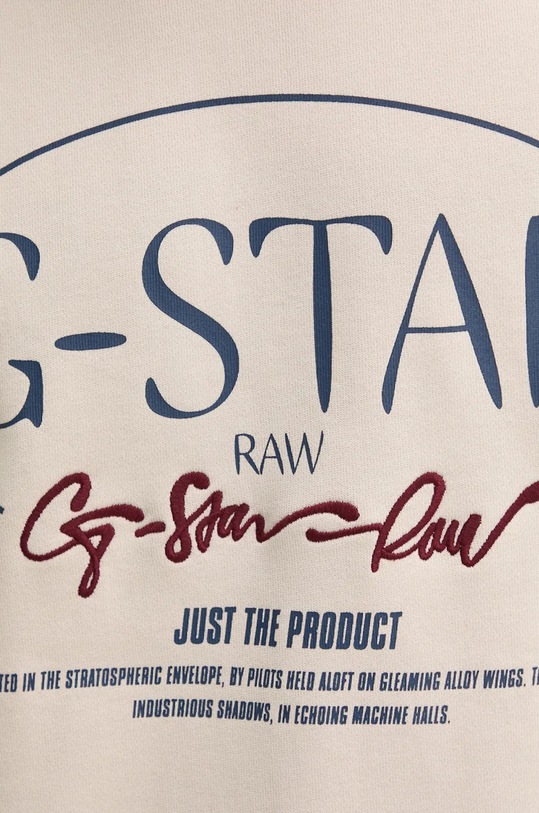 G-STAR
RAW
G-Star-Raw
JUST THE PRODUCT
IN THE STRATOSPHERIC ENVELOPE, BY PILOTS HELD ALOFT ON GLEAMING ALLOY WINGS.
INDUSTRIOUS SHADOWS, IN ECHOING MACHINE HALLS.